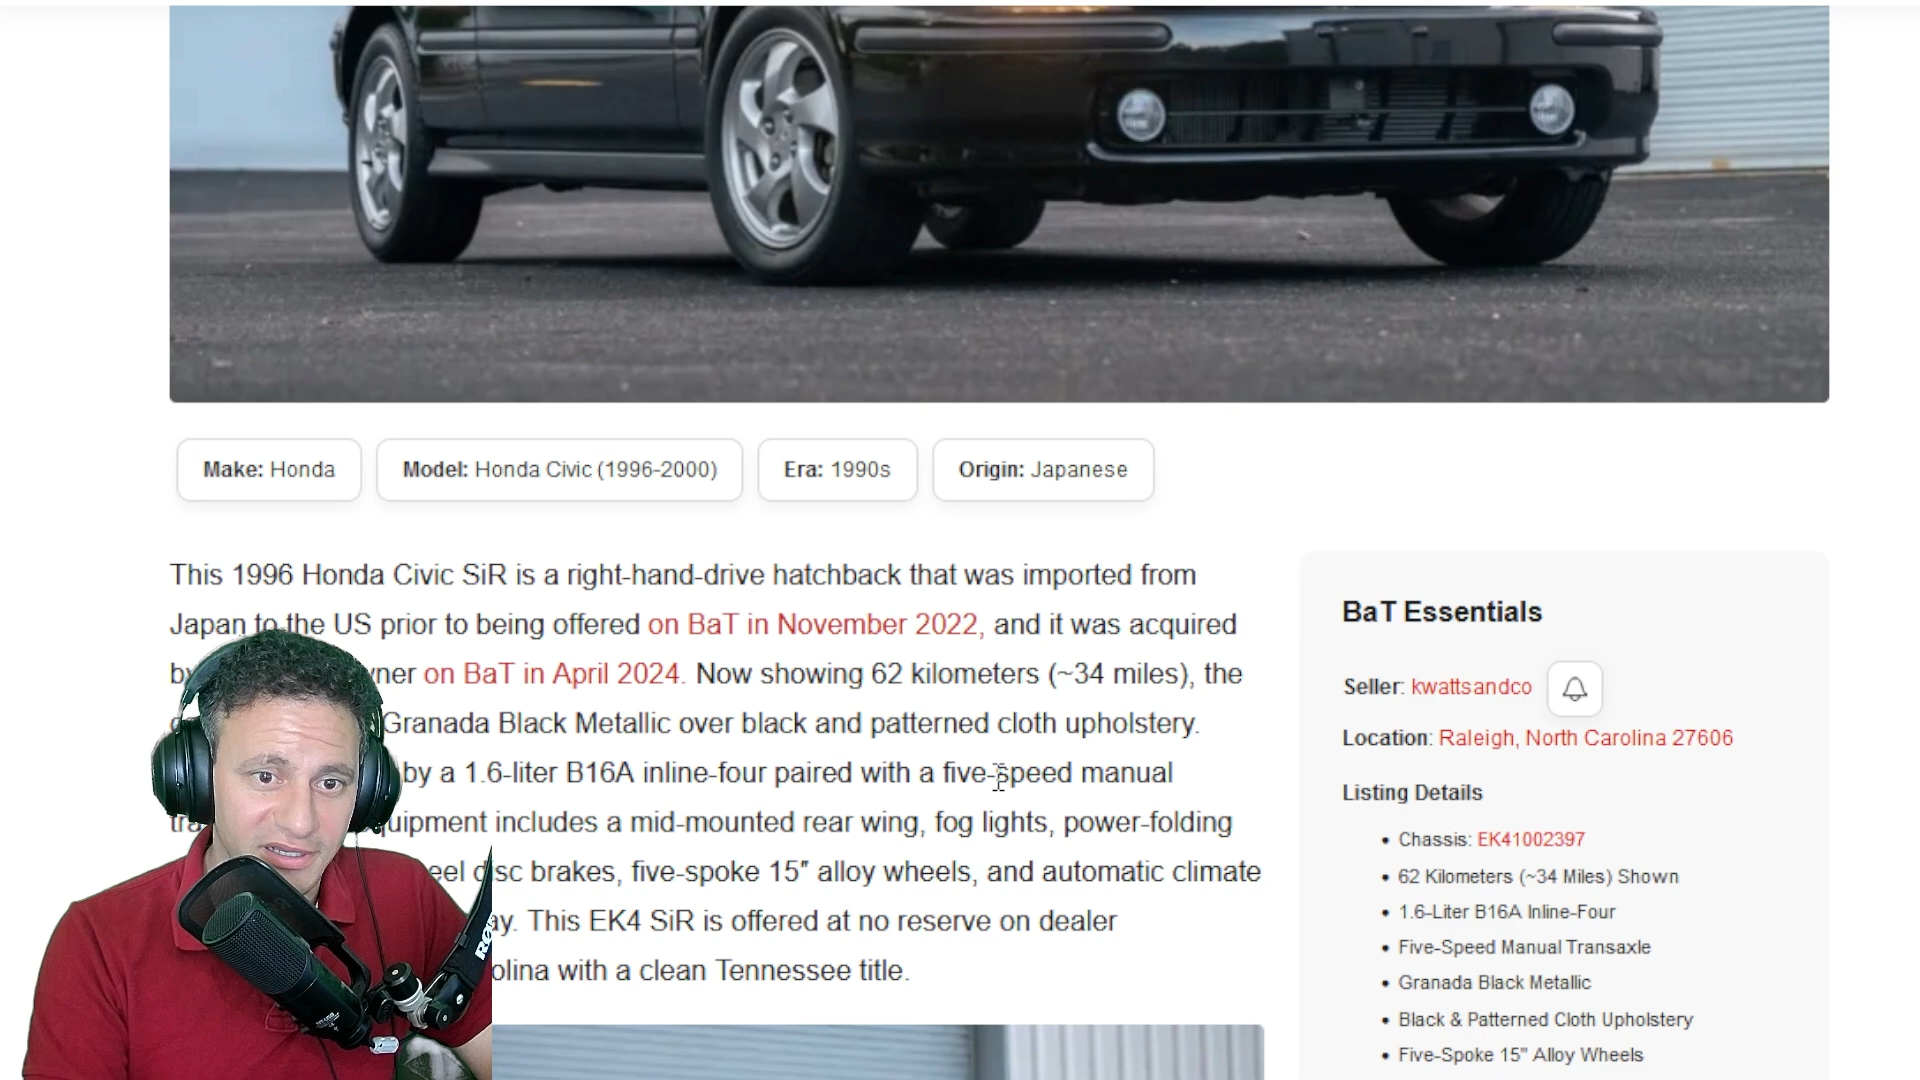 Make: Honda
Model: Honda Civic (1996-2000)
Era: 1990s
Origin: Japanese
This 1996 Honda Civic SiR is a right-hand-drive hatchback that was imported from
Japan to the US prior to being offered on BaT in November 2022, and it was acquired
on BaT in April 2024. Now showing 62 kilometers (~34 miles), the
Granada Black Metallic over black and patterned cloth upholstery.
by a 1.6-liter B16A inline-four paired with a five-speed manual
includes a mid-mounted rear wing, fog lights, power-folding
disc brakes, five-spoke 15″ alloy wheels, and automatic climate
This EK4 SiR is offered at no reserve on dealer
with a clean Tennessee title.
BaT Essentials
Seller: kwattsandco
Location: Raleigh, North Carolina 27606
Listing Details
• Chassis: EK41002397
• 62 Kilometers (~34 Miles) Shown
• 1.6-Liter B16A Inline-Four
• Five-Speed Manual Transaxle
• Granada Black Metallic
• Black & Patterned Cloth Upholstery
• Five-Spoke 15" Alloy Wheels